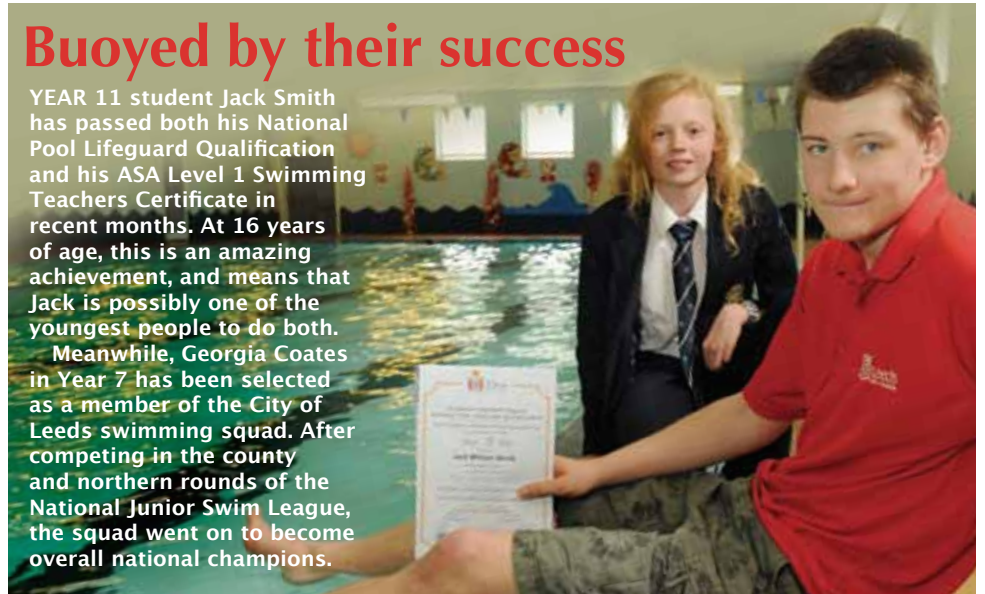 Buoyed by their success
YEAR 11 student Jack Smith
has passed both his National
Pool Lifeguard Qualification
and his ASA Level 1 Swimming
Teachers Certificate in
recent months. At 16 years
of age, this is an amazing
achievement, and means that
Jack is possibly one of the
youngest people to do both.
Meanwhile, Georgia Coates
in Year 7 has been selected
as a member of the City of
Leeds swimming squad. After
competing in the county
and northern rounds of the
National Junior Swim League,
the squad went on to become
overall national champions.